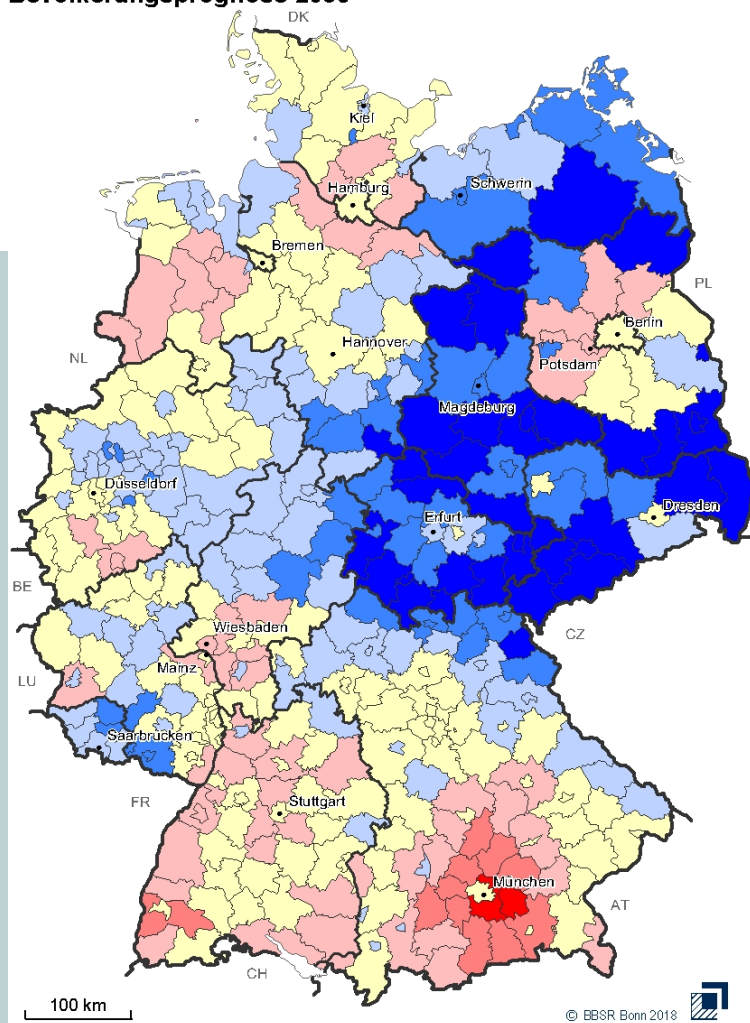 DK
Kiel
Hamburg
Schwerin
Bremen
PL
Berlin
Hannover
NL
Potsdam
Magdeburg
Düsseldorf
Dresden
Erfurt
BE
Wiesbaden
CZ
Mainz
LU
Saarbrücken
FR
Stuttgart
München
AT
CH
100 km
© BBSR Bonn 2018